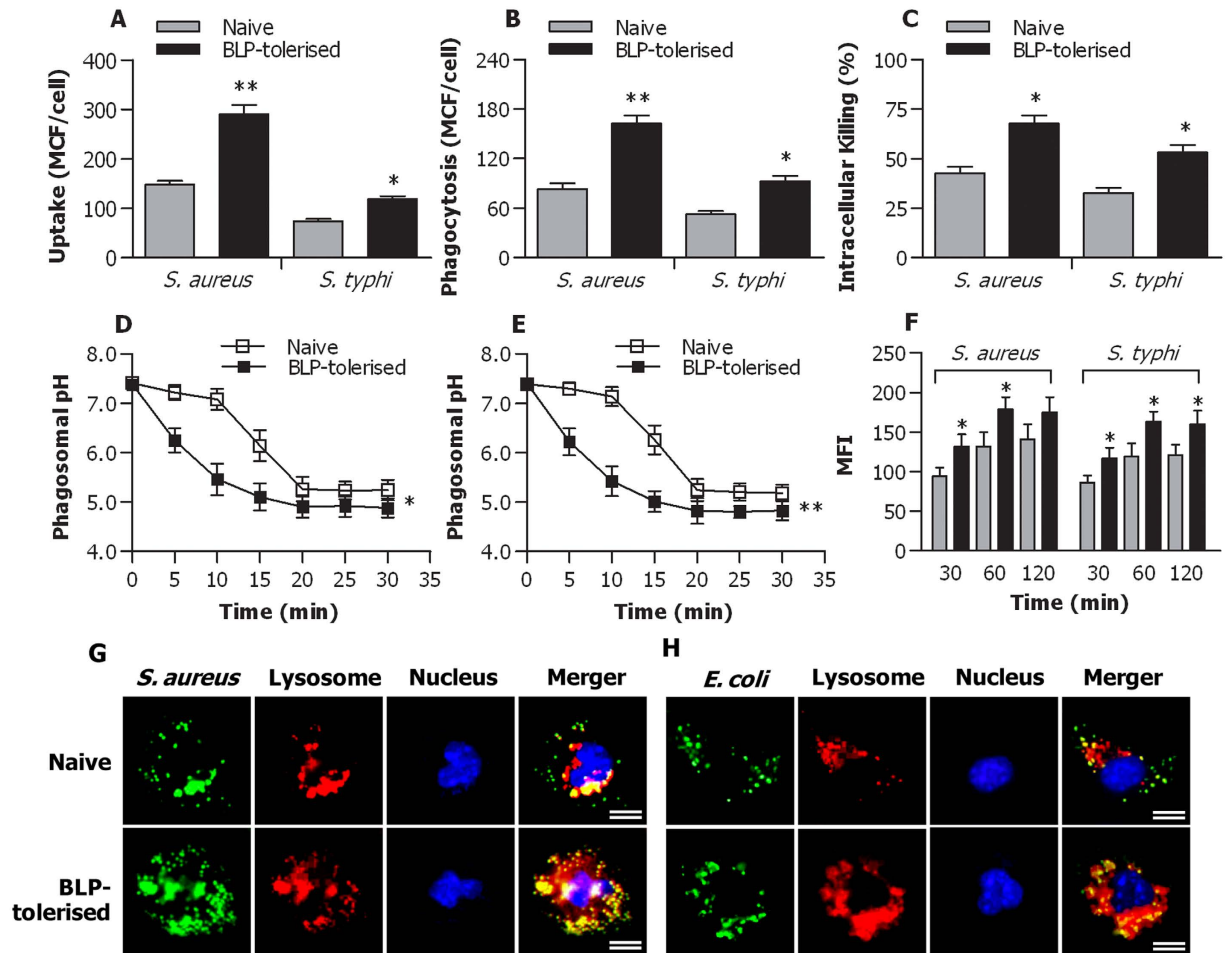 A
Naive
BLP-tolerised
Uptake (MCF/cell)
400
300
200
100
0
**
*
S. aureus
S. typhi
B
Naive
BLP-tolerised
Phagocytosis (MCF/cell)
240
180
120
60
0
**
*
S. aureus
S. typhi
C
Naive
BLP-tolerised
Intracellular Killing (%)
100
75
50
25
0
*
*
S. aureus
S. typhi
D
Naive
BLP-tolerised
Phagosomal pH
8.0
7.0
6.0
5.0
4.0
*
0 5 10 15 20 25 30 35
Time (min)
E
Naive
BLP-tolerised
Phagosomal pH
8.0
7.0
6.0
5.0
4.0
**
0 5 10 15 20 25 30 35
Time (min)
F
S. aureus S. typhi
MFI
250
200
150
100
50
0
* * * * *
30 60 120 30 60 120
Time (min)
G
S. aureus Lysosome Nucleus Merger
Naive
BLP-
tolerised
H
E. coli Lysosome Nucleus Merger